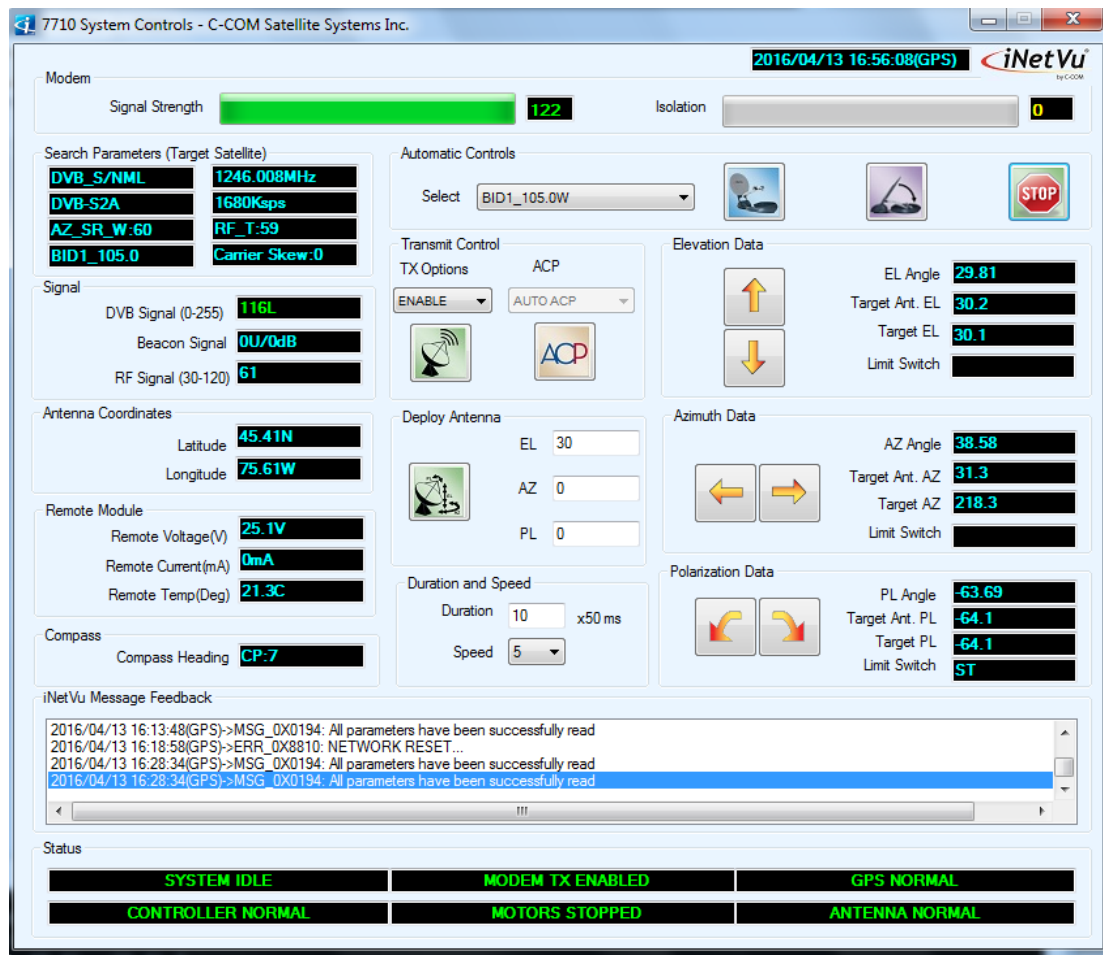 7710 System Controls - C-COM Satellite Systems Inc.
2016/04/13 16:56:08(GPS)
iNetVu
by C-COM
Modem
Signal Strength
122
Isolation
0
Search Parameters (Target Satellite)
DVB_S/NML
1246.008MHz
DVB-S2A
1680Ksps
AZ_SR_W:60
RF_T:59
BID1_105.0
Carrier Skew:0
Automatic Controls
Select
BID1_105.0W
STOP
Signal
DVB Signal (0-255)
116L
Beacon Signal
0U/0dB
RF Signal (30-120)
61
Transmit Control
TX Options
ACP
ENABLE
AUTO ACP
ACP
Elevation Data
EL Angle
29.81
Target Ant. EL
30.2
Target EL
30.1
Limit Switch
Antenna Coordinates
Latitude
45.41N
Longitude
75.61W
Deploy Antenna
EL
30
AZ
0
PL
0
Azimuth Data
AZ Angle
38.58
Target Ant. AZ
31.3
Target AZ
218.3
Limit Switch
Remote Module
Remote Voltage(V)
25.1V
Remote Current(mA)
0mA
Remote Temp(Deg)
21.3C
Duration and Speed
Duration
10
x50 ms
Speed
5
Polarization Data
PL Angle
-63.69
Target Ant. PL
-64.1
Target PL
-64.1
Limit Switch
ST
Compass
Compass Heading
CP:7
iNetVu Message Feedback
2016/04/13 16:13:48(GPS)->MSG_0X0194: All parameters have been successfully read
2016/04/13 16:18:58(GPS)->ERR_0X8810: NETWORK RESET...
2016/04/13 16:28:34(GPS)->MSG_0X0194: All parameters have been successfully read
2016/04/13 16:28:34(GPS)->MSG_0X0194: All parameters have been successfully read
Status
SYSTEM IDLE
MODEM TX ENABLED
GPS NORMAL
CONTROLLER NORMAL
MOTORS STOPPED
ANTENNA NORMAL